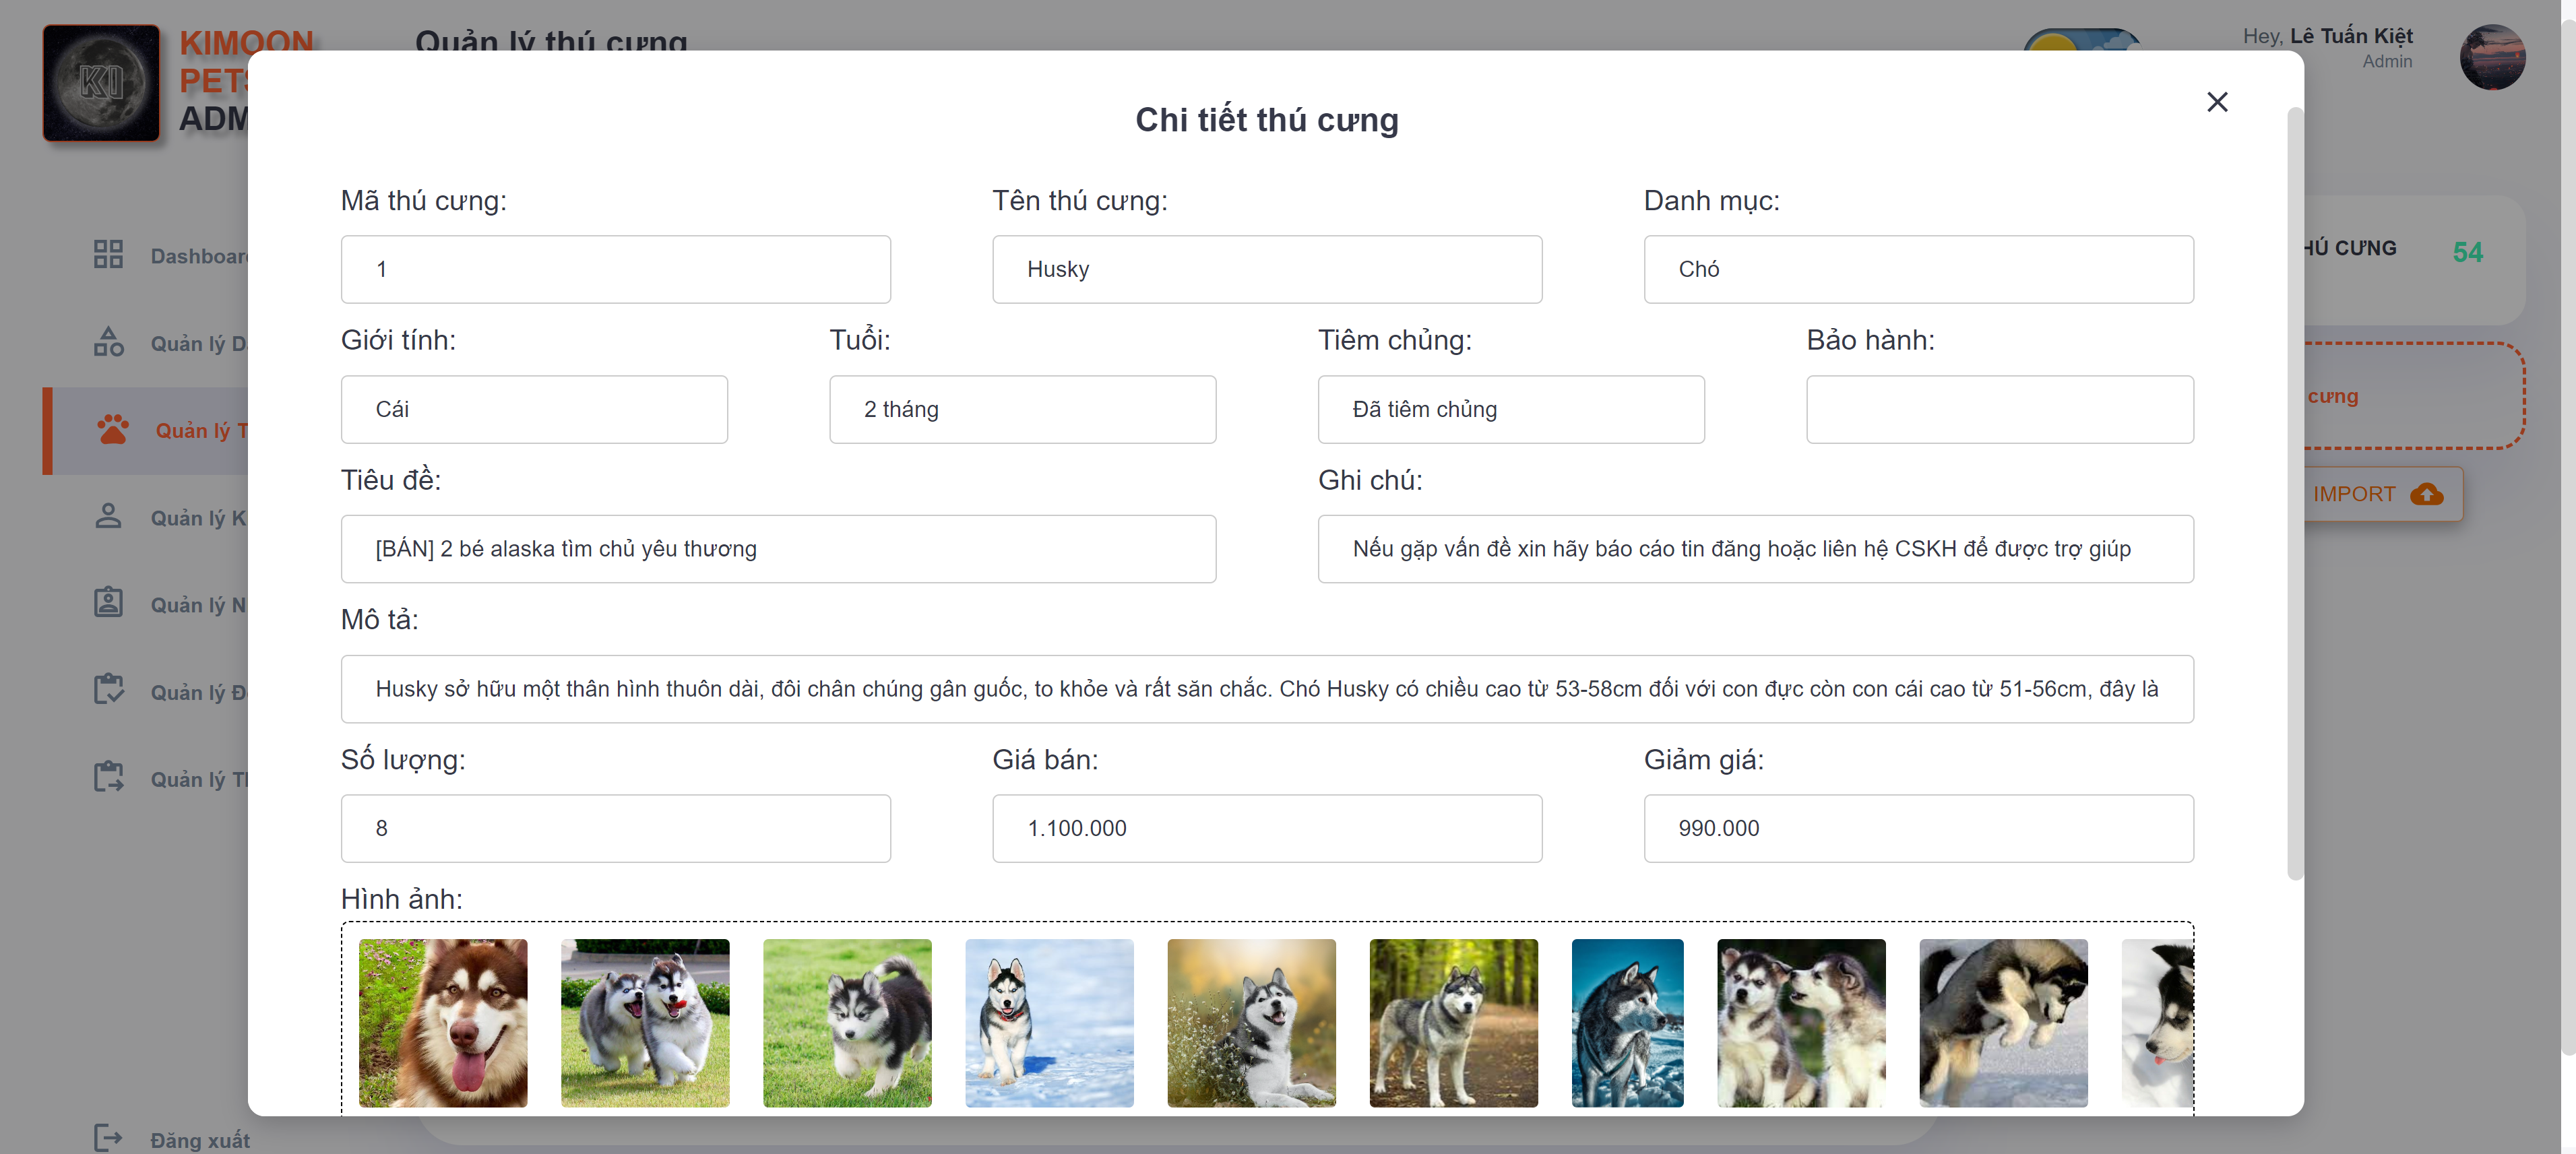 KI
KIMOON
PETS
ADM
Quản lý thú cưng
Hey, Lê Tuấn Kiệt
Admin
Chi tiết thú cưng
Mã thú cưng:
Tên thú cưng:
Danh mục:
1
Husky
Chó
Giới tính:
Tuổi:
Tiêm chủng:
Bảo hành:
Cái
2 tháng
Đã tiêm chủng
Tiêu đề:
Ghi chú:
[BÁN] 2 bé alaska tìm chủ yêu thương
Nếu gặp vấn đề xin hãy báo cáo tin đăng hoặc liên hệ CSKH để được trợ giúp
Mô tả:
Husky sở hữu một thân hình thuôn dài, đôi chân chúng gân guốc, to khỏe và rất săn chắc. Chó Husky có chiều cao từ 53-58cm đối với con đực còn con cái cao từ 51-56cm, đây là
Số lượng:
Giá bán:
Giảm giá:
8
1.100.000
990.000
Hình ảnh:
Dashboard
Quản lý D
Quản lý T
Quản lý K
Quản lý N
Quản lý Đ
Quản lý T
Đăng xuất
HÚ CƯNG
54
cưng
IMPORT